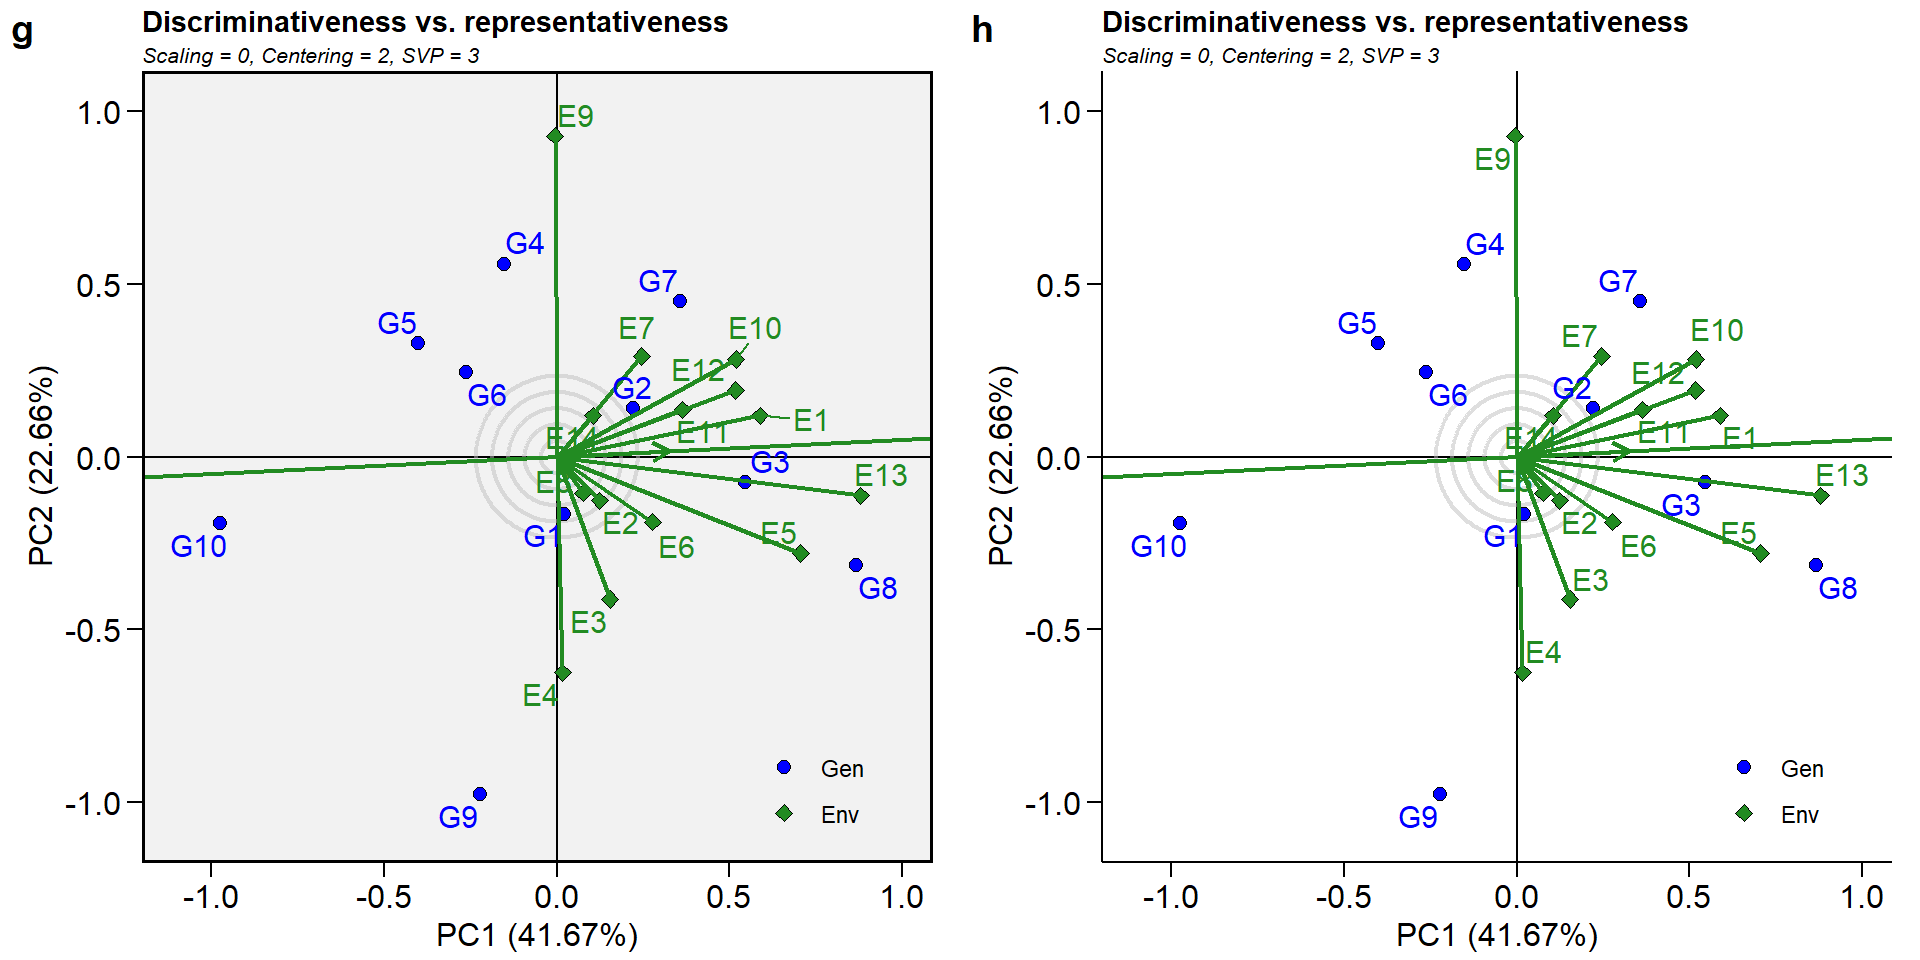 g
Discriminativeness vs. representativeness
Scaling = 0, Centering = 2, SVP = 3
PC2 (22.66%)
1.0
0.5
0.0
-0.5
-1.0
E9
G4
G7
G5
E7
E10
E12
G6
G2
E1
E11
G3
E13
G1
E2
E6
E5
G10
G8
E3
E4
G9
Gen
Env
-1.0
-0.5
0.0
0.5
1.0
PC1 (41.67%)
h
Discriminativeness vs. representativeness
Scaling = 0, Centering = 2, SVP = 3
PC2 (22.66%)
1.0
0.5
0.0
-0.5
-1.0
E9
G4
G7
G5
E7
E10
E12
G6
G2
E11
E1
E13
G3
G1
E2
E6
E5
G10
G8
E3
E4
G9
Gen
Env
-1.0
-0.5
0.0
0.5
1.0
PC1 (41.67%)